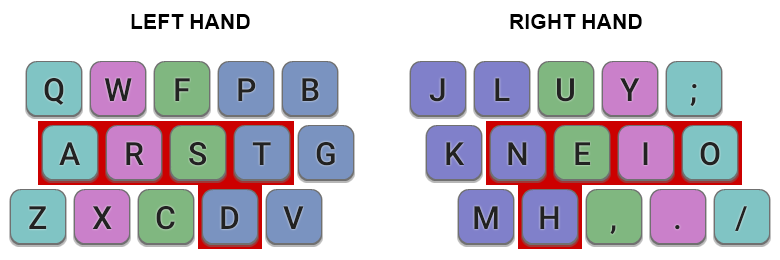 LEFT HAND RIGHT HAND
Q W F P B J L U Y ;
A R S T G K N E I O
Z X C D V M H , . /